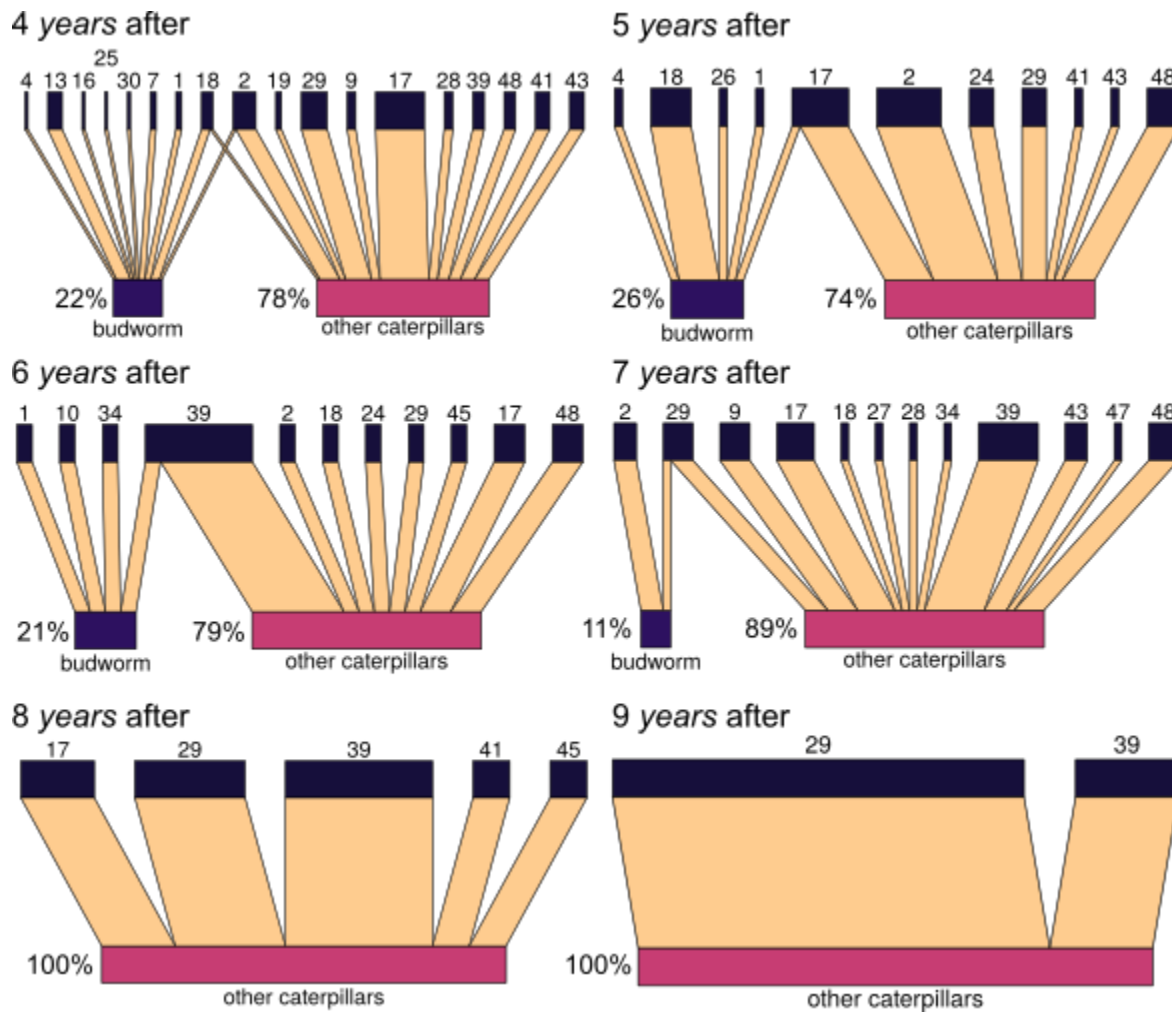 4 years after
25
4 13 16 30 7 1 18 2 19 29 9 17 28 39 48 41 43
22% 78%
budworm other caterpillars
5 years after
4 18 26 1 17 2 24 29 41 43 48
26% 74%
budworm other caterpillars
6 years after
1 10 34 39 2 18 24 29 45 17 48
21% 79%
budworm other caterpillars
7 years after
2 29 9 17 18 27 28 34 39 43 47 48
11% 89%
budworm other caterpillars
8 years after
17 29 39 41 45
100%
other caterpillars
9 years after
29 39
100%
other caterpillars